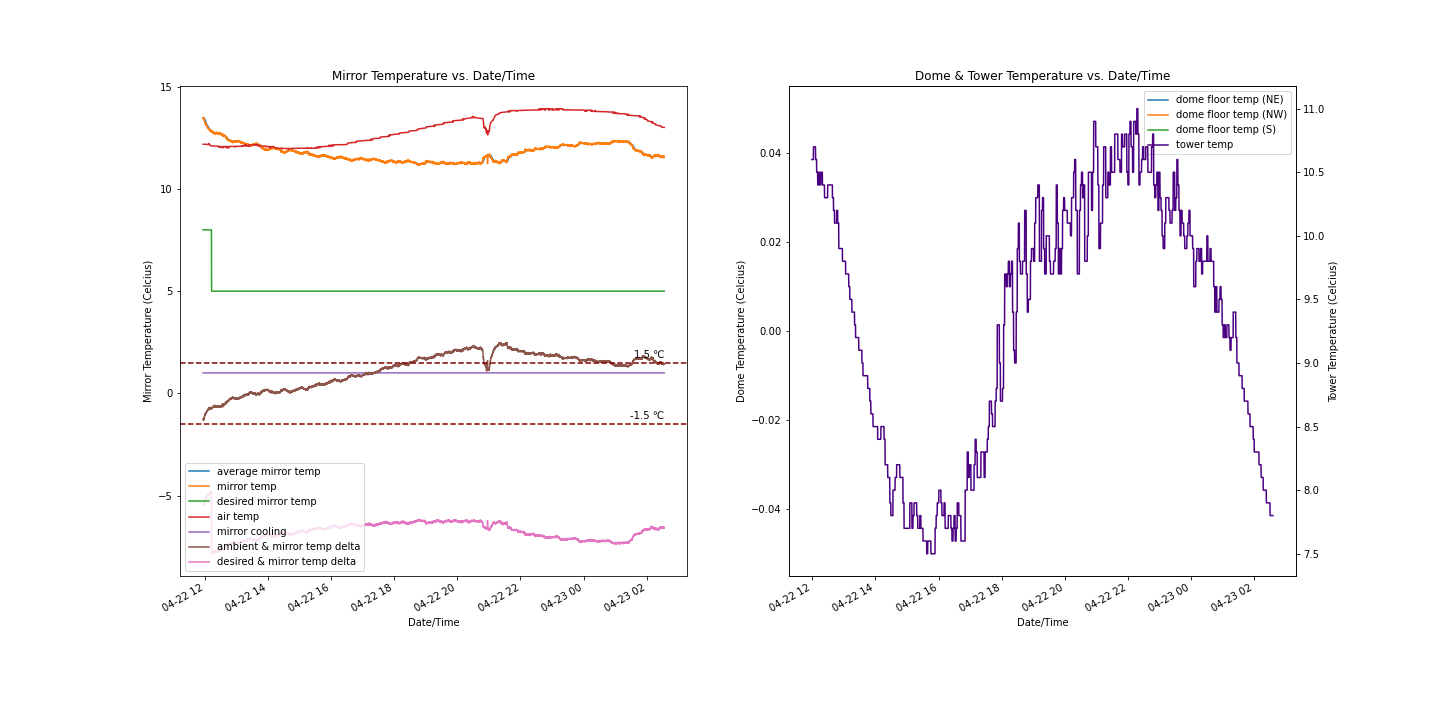 Mirror Temperature vs. Date/Time
Mirror Temperature (Celcius)
15
10
5
0
−5
1.5 °C
-1.5 °C
average mirror temp
mirror temp
desired mirror temp
air temp
mirror cooling
ambient & mirror temp delta
desired & mirror temp delta
04-22 12
04-22 14
04-22 16
04-22 18
04-22 20
04-22 22
04-23 00
04-23 02
Date/Time
Dome & Tower Temperature vs. Date/Time
Dome Temperature (Celcius)
0.04
0.02
0.00
−0.02
−0.04
dome floor temp (NE)
dome floor temp (NW)
dome floor temp (S)
tower temp
11.0
10.5
10.0
9.5
9.0
8.5
8.0
7.5
Tower Temperature (Celcius)
04-22 12
04-22 14
04-22 16
04-22 18
04-22 20
04-22 22
04-23 00
04-23 02
Date/Time